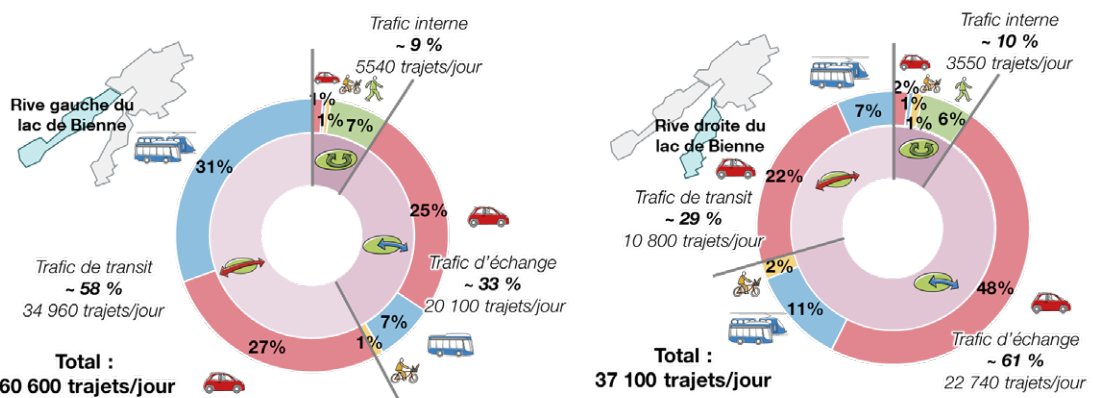 Trafic interne
~ 9 %
5540 trajets/jour
Rive gauche du
lac de Bienne
1%
1%
7%
31%
25%
Trafic d'échange
~ 33 %
20 100 trajets/jour
Trafic de transit
~ 58 %
34 960 trajets/jour
7%
1%
27%
Total :
60 600 trajets/jour
Trafic interne
~ 10 %
3550 trajets/jour
2%
1%
1%
6%
7%
Rive droite du
lac de Bienne
22%
Trafic de transit
~ 29 %
10 800 trajets/jour
2%
11%
48%
Trafic d'échange
~ 61 %
22 740 trajets/jour
Total :
37 100 trajets/jour